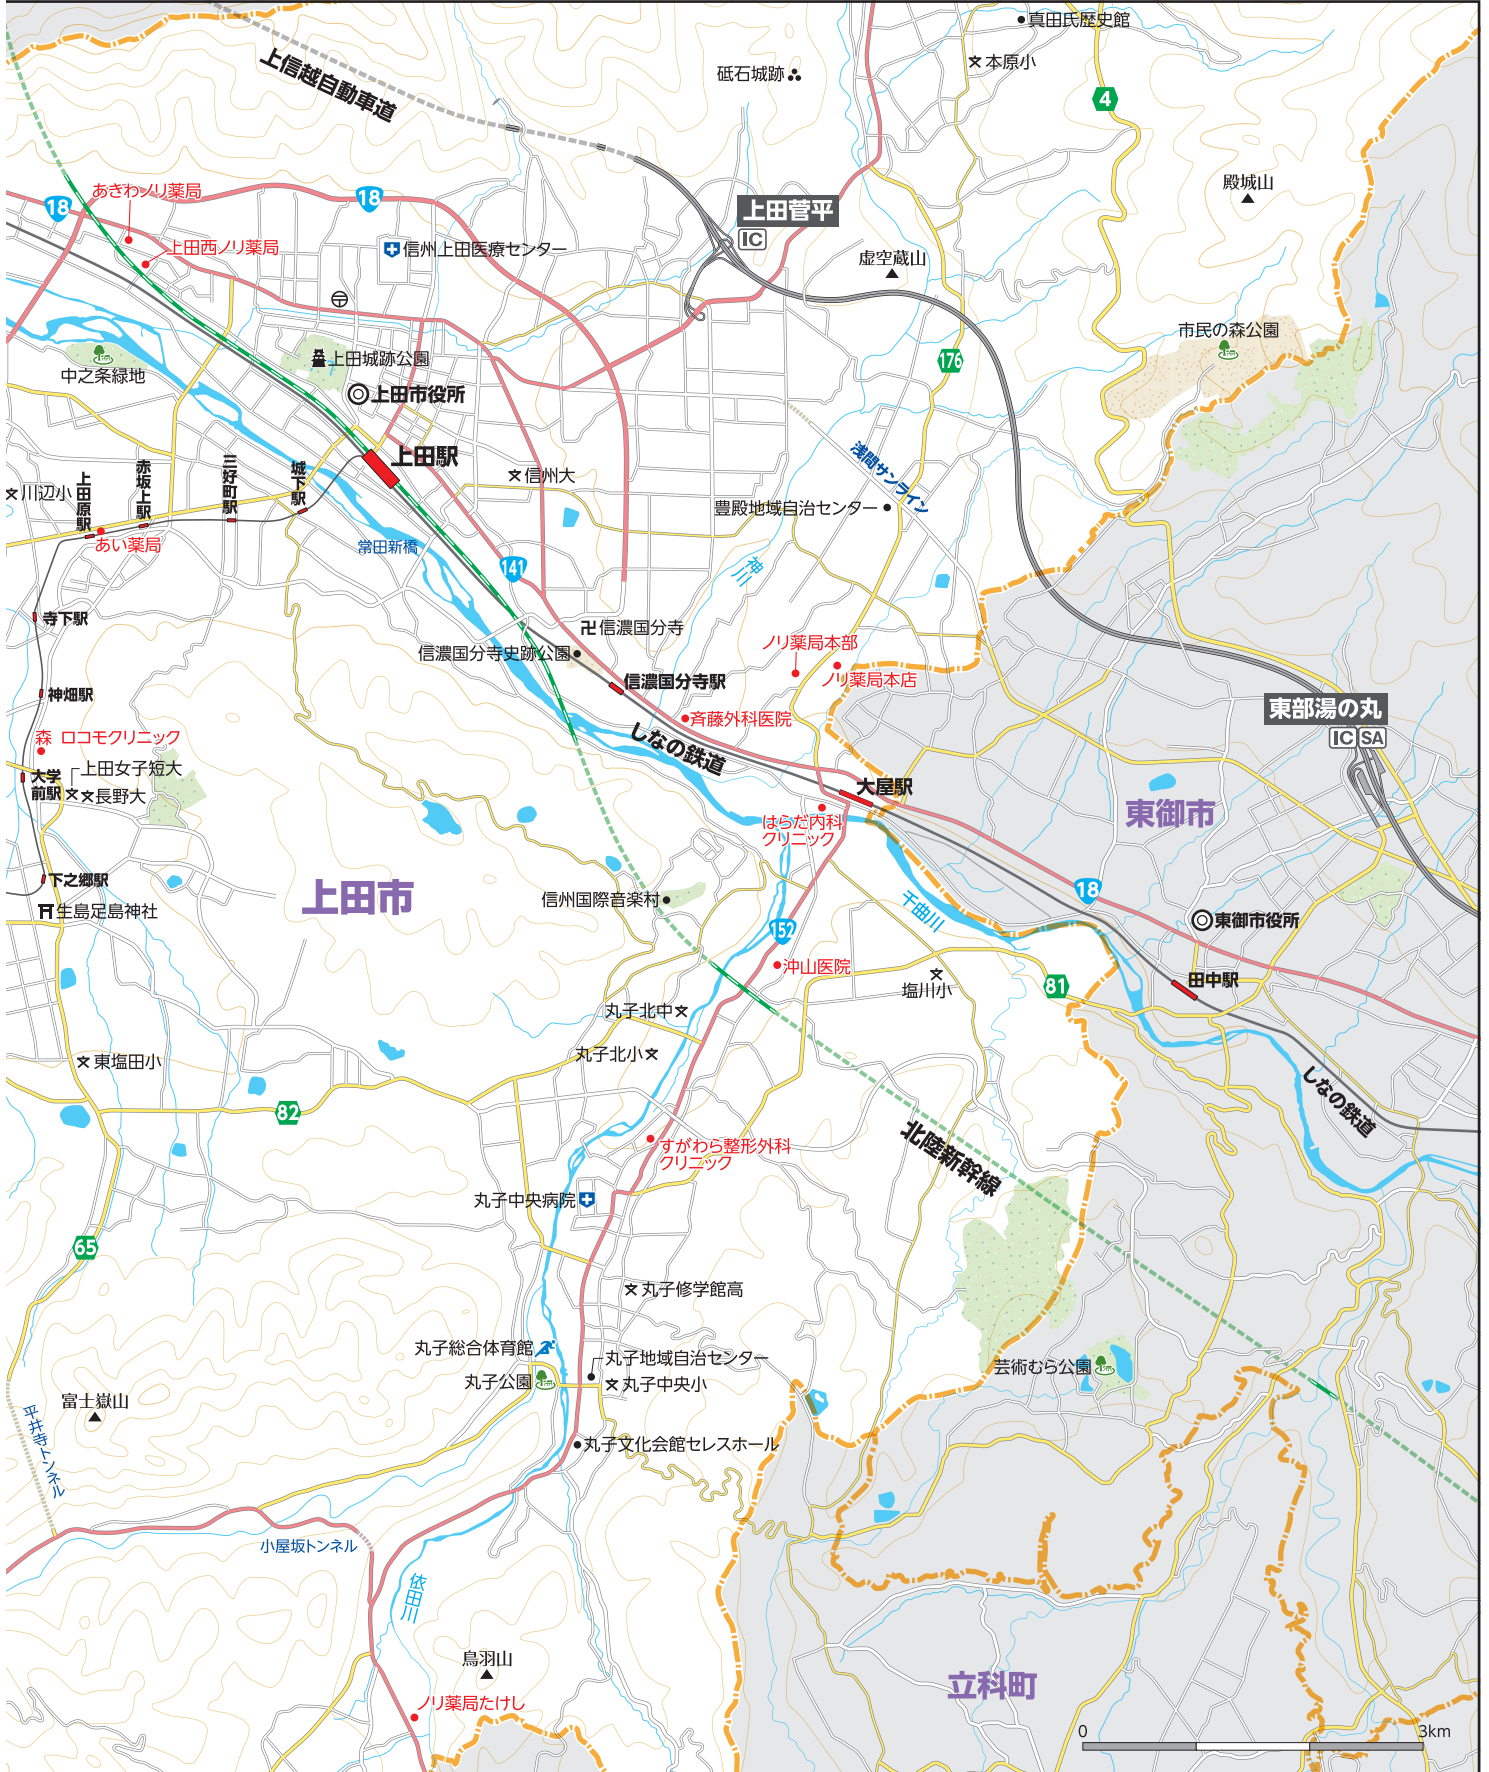 真田氏歴史館
本原小
砥石城跡
上信越自動車道
4
殿城山
あきわノリ薬局
18
18
上田菅平
IC
上田西ノリ薬局
信州上田医療センター
虚空蔵山
市民の森公園
上田城跡公園
176
中之条緑地
上田市役所
上田駅
浅間サンライン
信州大
川辺小
上田原駅
赤坂上駅
三好町駅
城下駅
豊殿地域自治センター
あい薬局
常田新橋
141
神川
寺下駅
信濃国分寺
信濃国分寺史跡公園
ノリ薬局本部
ノリ薬局本店
信濃国分寺駅
神畑駅
斉藤外科医院
東部湯の丸
IC SA
森 ロコモクリニック
しなの鉄道
上田女子短大
大学前駅
長野大
大屋駅
東御市
はらだ内科
クリニック
下之郷駅
上田市
信州国際音楽村
18
千曲川
生島足島神社
152
東御市役所
沖山医院
塩川小
81
田中駅
丸子北中
丸子北小
東塩田小
しなの鉄道
82
北陸新幹線
すがわら整形外科
クリニック
丸子中央病院
65
丸子修学館高
丸子総合体育館
丸子地域自治センター
丸子公園
丸子中央小
芸術むら公園
富士嶽山
平井寺トンネル
丸子文化会館セレスホール
小屋坂トンネル
依田川
鳥羽山
立科町
ノリ薬局たけし
0
3km